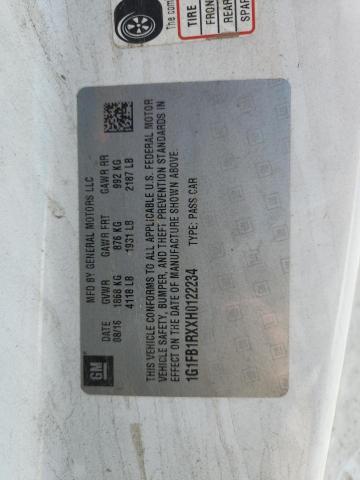 The com
TIRE
FRON
REAR
SPAR
GM
MFD BY GENERAL MOTORS LLC
DATE GVWR GAWR FRT GAWR RR
08/16 1868 KG 876 KG 992 KG
4118 LB 1931 LB 2187 LB
THIS VEHICLE CONFORMS TO ALL APPLICABLE U.S. FEDERAL MOTOR
VEHICLE SAFETY, BUMPER, AND THEFT PREVENTION STANDARDS IN
EFFECT ON THE DATE OF MANUFACTURE SHOWN ABOVE.
1G1FB1RXXH0122234 TYPE: PASS CAR